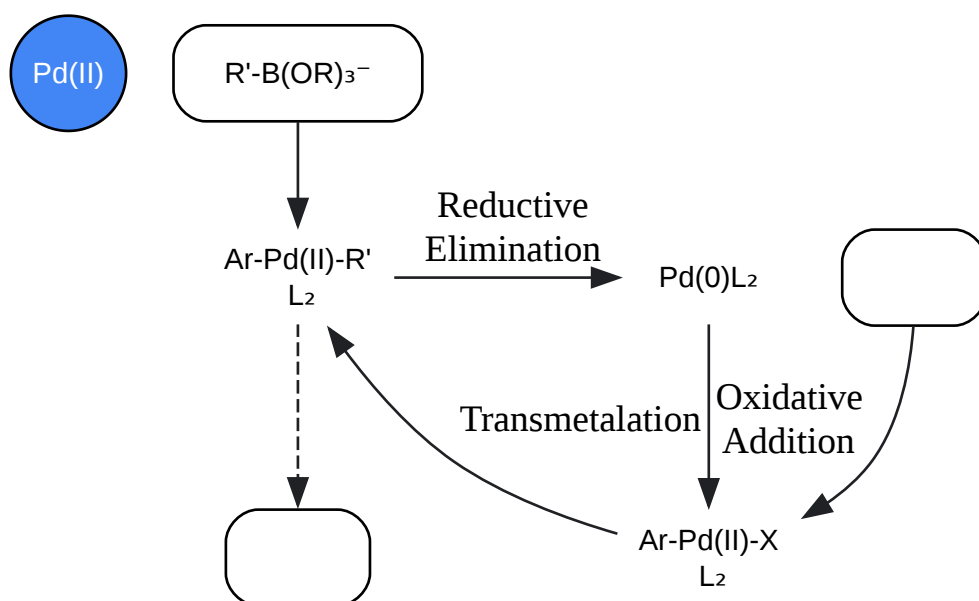 Pd(II)
R'-B(OR)₃⁻
Reductive
Elimination
Ar-Pd(II)-R'
L₂
Pd(0)L₂
Transmetalation
Oxidative
Addition
Ar-Pd(II)-X
L₂